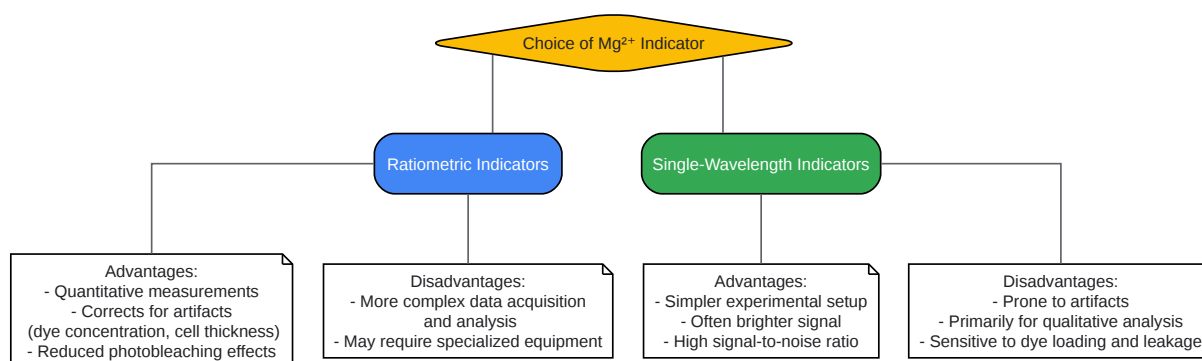 Choice of Mg²⁺ Indicator
Ratiometric Indicators
Single-Wavelength Indicators
Advantages:
- Quantitative measurements
- Corrects for artifacts
(dye concentration, cell thickness)
- Reduced photobleaching effects
Disadvantages:
- More complex data acquisition
and analysis
- May require specialized equipment
Advantages:
- Simpler experimental setup
- Often brighter signal
- High signal-to-noise ratio
Disadvantages:
- Prone to artifacts
- Primarily for qualitative analysis
- Sensitive to dye loading and leakage